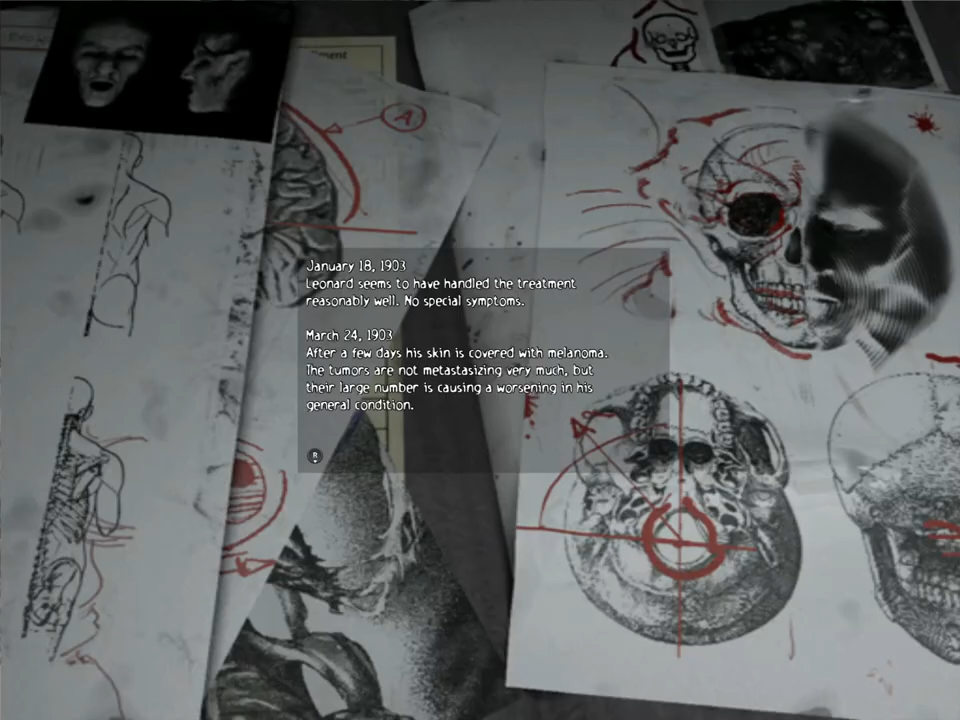 A
January 18, 1903
Leonard seems to have handled the treatment
reasonably well. No special symptoms.
March 24, 1903
After a few days his skin is covered with melanoma.
The tumors are not metastasizing very much, but
their large number is causing a worsening in his
general condition.
R